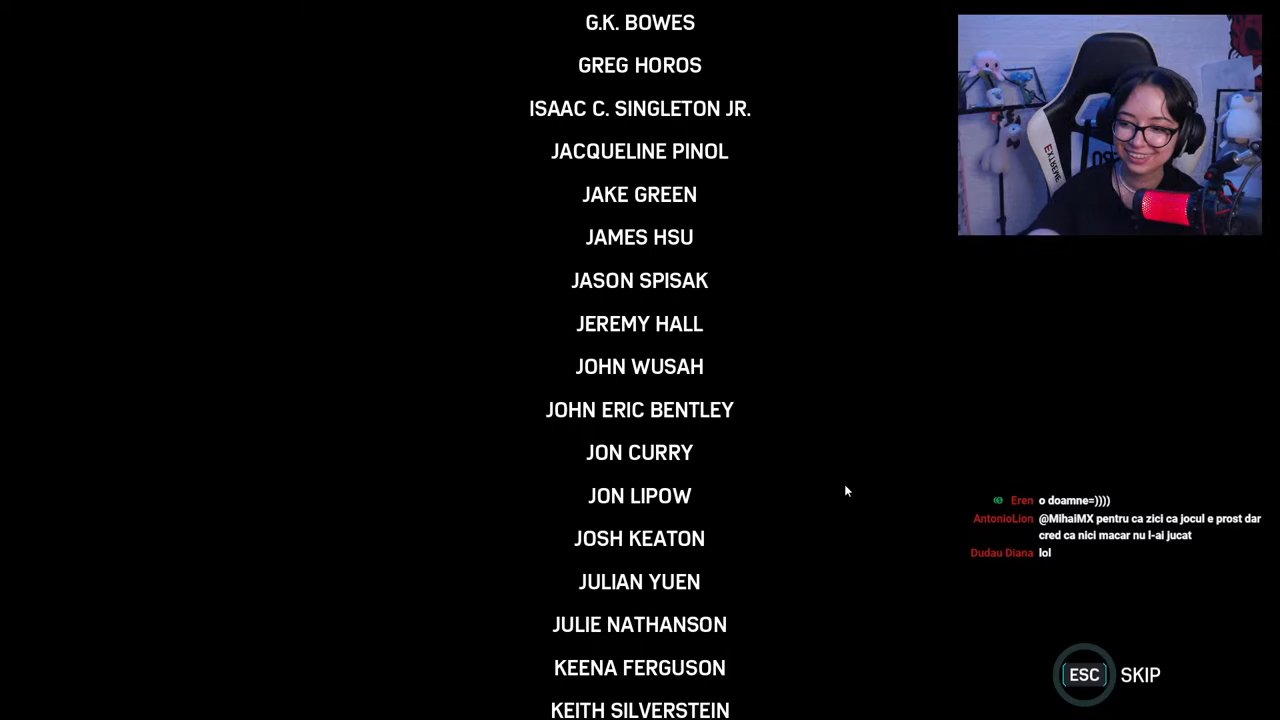 G.K. BOWES
GREG HOROS
ISAAC C. SINGLETON JR.
JACQUELINE PINOL
JAKE GREEN
JAMES HSU
JASON SPISAK
JEREMY HALL
JOHN WUSAH
JOHN ERIC BENTLEY
JON CURRY
JON LIPOW
JOSH KEATON
JULIAN YUEN
JULIE NATHANSON
KEENA FERGUSON
KEITH SILVERSTEIN
EXTREME
Eren o doamne=))))
AntonioLion @MihaiMX pentru ca zici ca jocul e prost dar
cred ca nici macar nu l-ai jucat
Dudau Diana lol
ESC SKIP